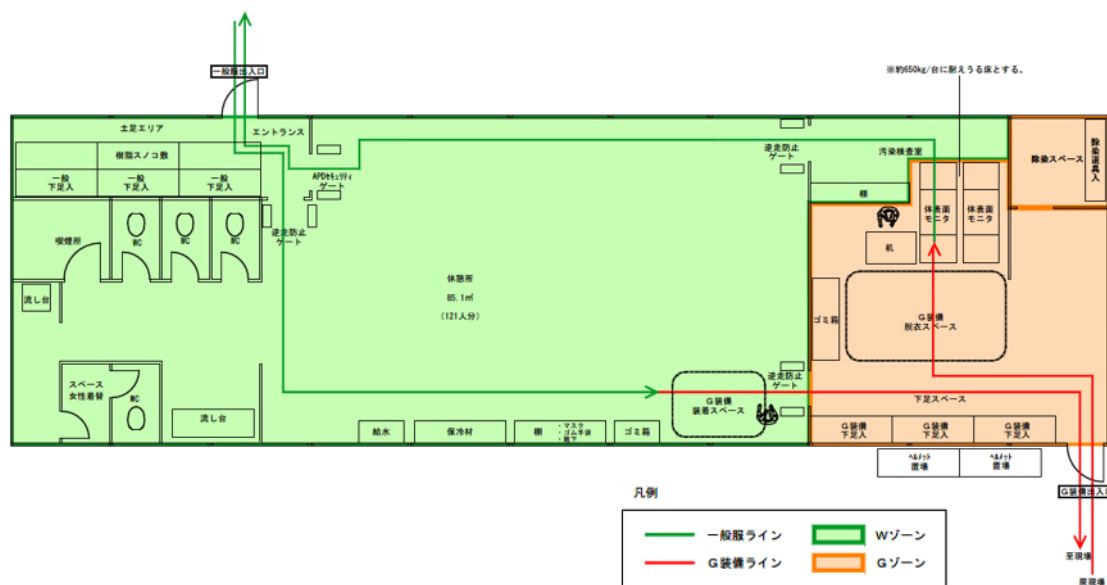 一般服出入口
※約650kg/台に耐えうる床とする。
土足エリア
エントランス
樹脂スノコ敷
一般
下足入
一般
下足入
一般
下足入
APDセキュリティ
ゲート
逆走防止
ゲート
汚染検査室
除染スペース
除染道具入
棚
体表面
モニタ
体表面
モニタ
机
喫煙所
WC
WC
WC
逆走防止
ゲート
流し台
休憩所
85.1㎡
(121人分)
ゴミ箱
G装備
脱衣スペース
スペース
女性着替
WC
流し台
G装備
装着スペース
逆走防止
ゲート
下足スペース
給水
保冷材
棚
・マスク
・ゴム手袋
・靴下
ゴミ箱
G装備
下足入
G装備
下足入
G装備
下足入
ヘルメット
置場
ヘルメット
置場
G装備出入口
凡例
一般服ライン
Wゾーン
G装備ライン
Gゾーン
至現場